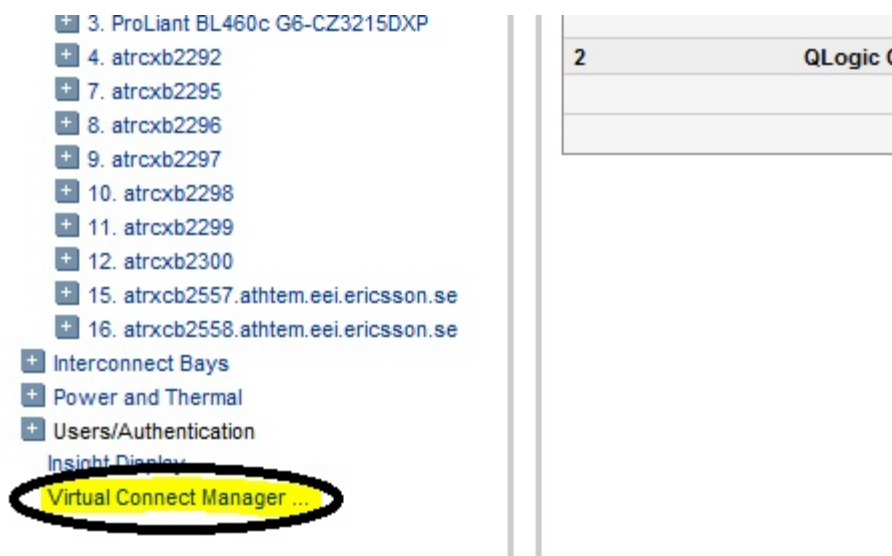 3. ProLiant BL460c G6-CZ3215DXP
4. atrcxb2292
7. atrcxb2295
8. atrcxb2296
9. atrcxb2297
10. atrcxb2298
11. atrcxb2299
12. atrcxb2300
15. atrxcb2557.athtem.eei.ericsson.se
16. atrxcb2558.athtem.eei.ericsson.se
Interconnect Bays
Power and Thermal
Users/Authentication
Insight Display
Virtual Connect Manager ...
2 QLogic